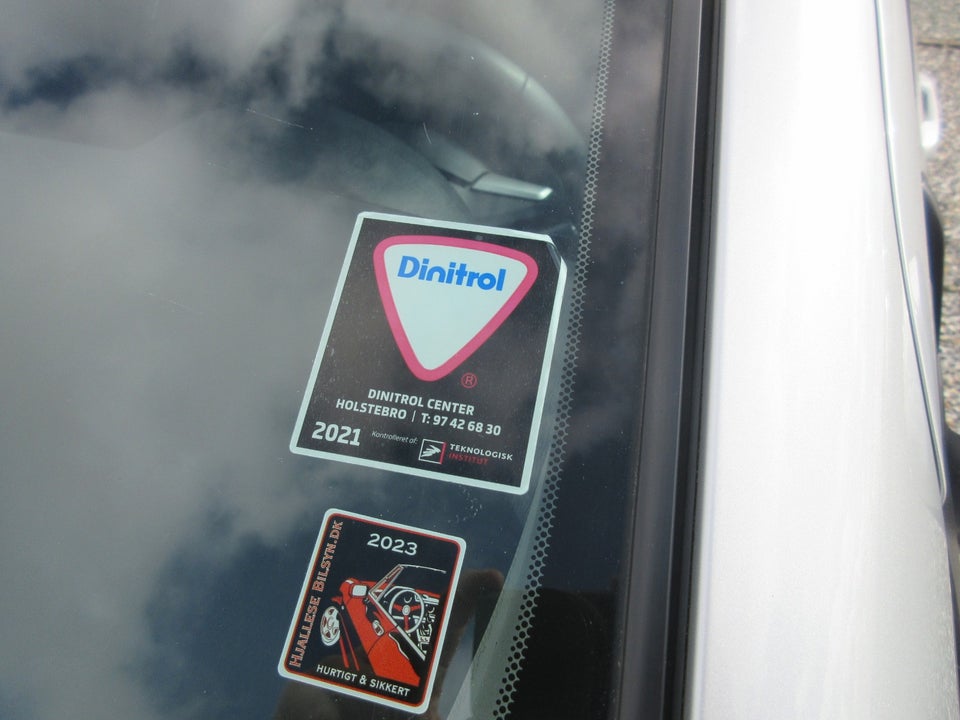 Dinitrol
®
DINITROL CENTER
HOLSTEBRO | T: 97 42 68 30
2021
Kontrolleret af:
TEKNOLOGISK
INSTITUT
2023
HJALLESE BILSYN.DK
HURTIGT & SIKKERT